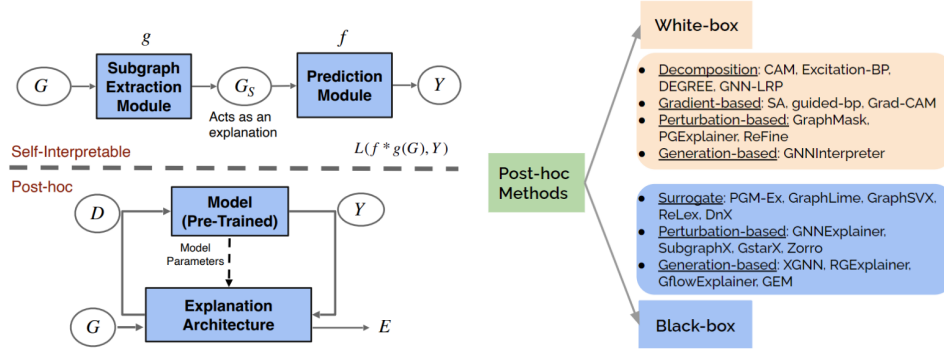 g
f
G
Subgraph
Extraction
Module
G_S
Prediction
Module
Y
Acts as an
explanation
Self-Interpretable
L(f * g(G), Y)
Post-hoc
D
Model
(Pre-Trained)
Y
Model
Parameters
G
Explanation
Architecture
E
Post-hoc
Methods
White-box
• Decomposition: CAM, Excitation-BP,
DEGREE, GNN-LRP
• Gradient-based: SA, guided-bp, Grad-CAM
• Perturbation-based: GraphMask,
PGExplainer, ReFine
• Generation-based: GNNInterpreter
• Surrogate: PGM-Ex, GraphLime, GraphSVX,
ReLex, DnX
• Perturbation-based: GNNExplainer,
SubgraphX, GstarX, Zorro
• Generation-based: XGNN, RGExplainer,
GflowExplainer, GEM
Black-box